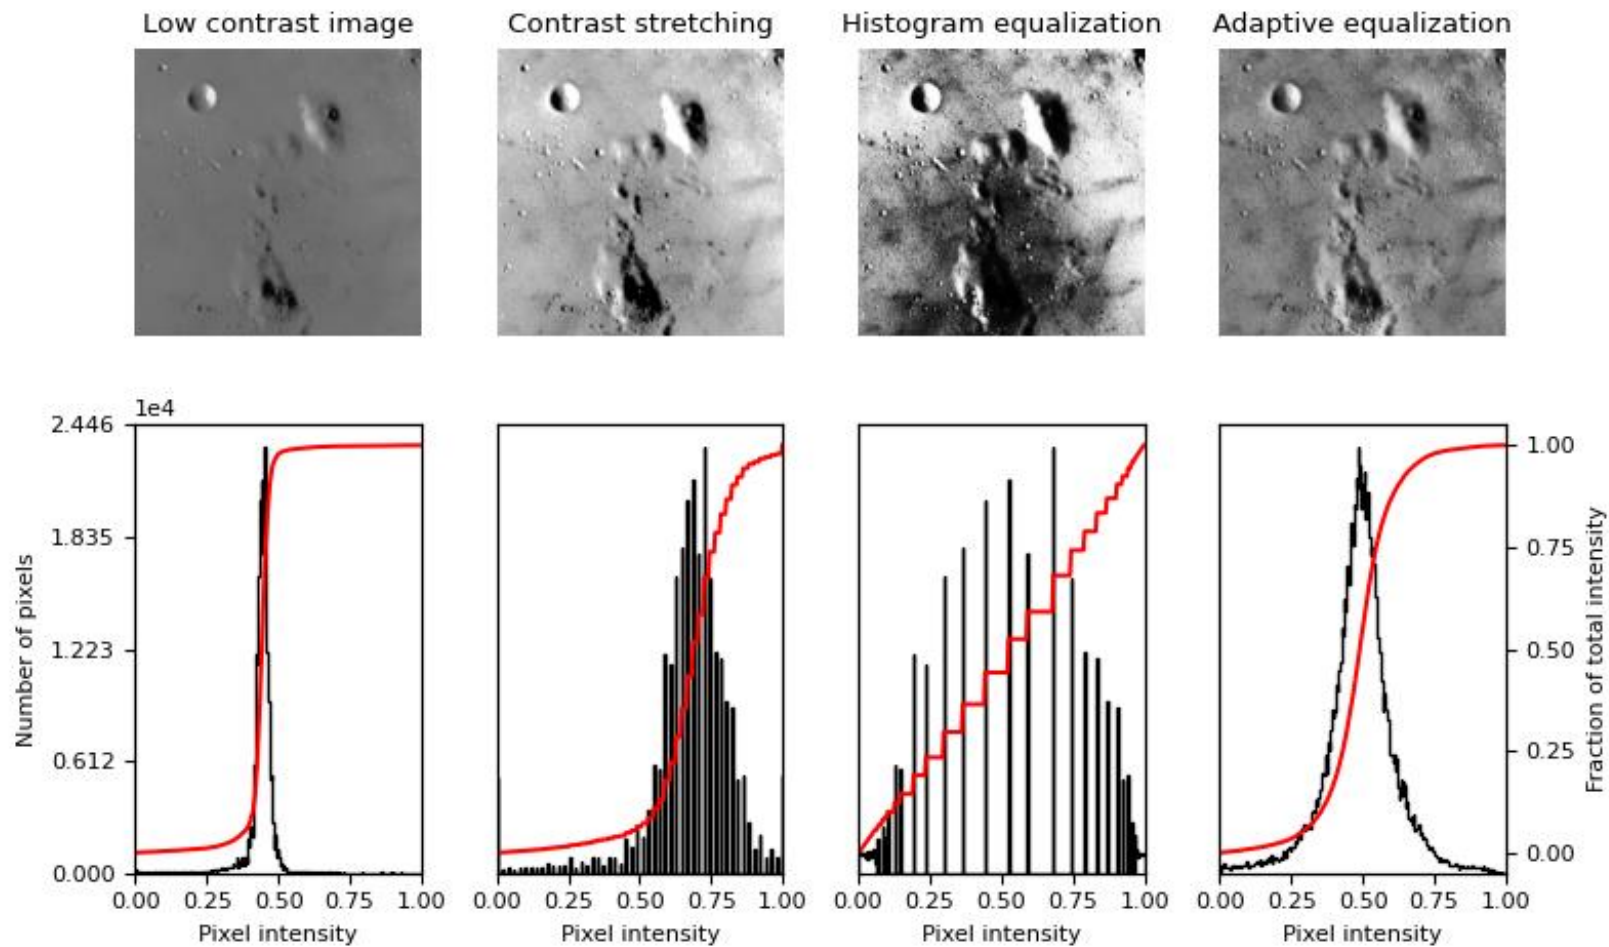 Low contrast image
Contrast stretching
Histogram equalization
Adaptive equalization
1e4
2.446
1.835
1.223
0.612
0.000
Number of pixels
0.00 0.25 0.50 0.75 1.00
Pixel intensity
0.00 0.25 0.50 0.75 1.00
Pixel intensity
0.00 0.25 0.50 0.75 1.00
Pixel intensity
0.00 0.25 0.50 0.75 1.00
Pixel intensity
1.00
0.75
0.50
0.25
0.00
Fraction of total intensity